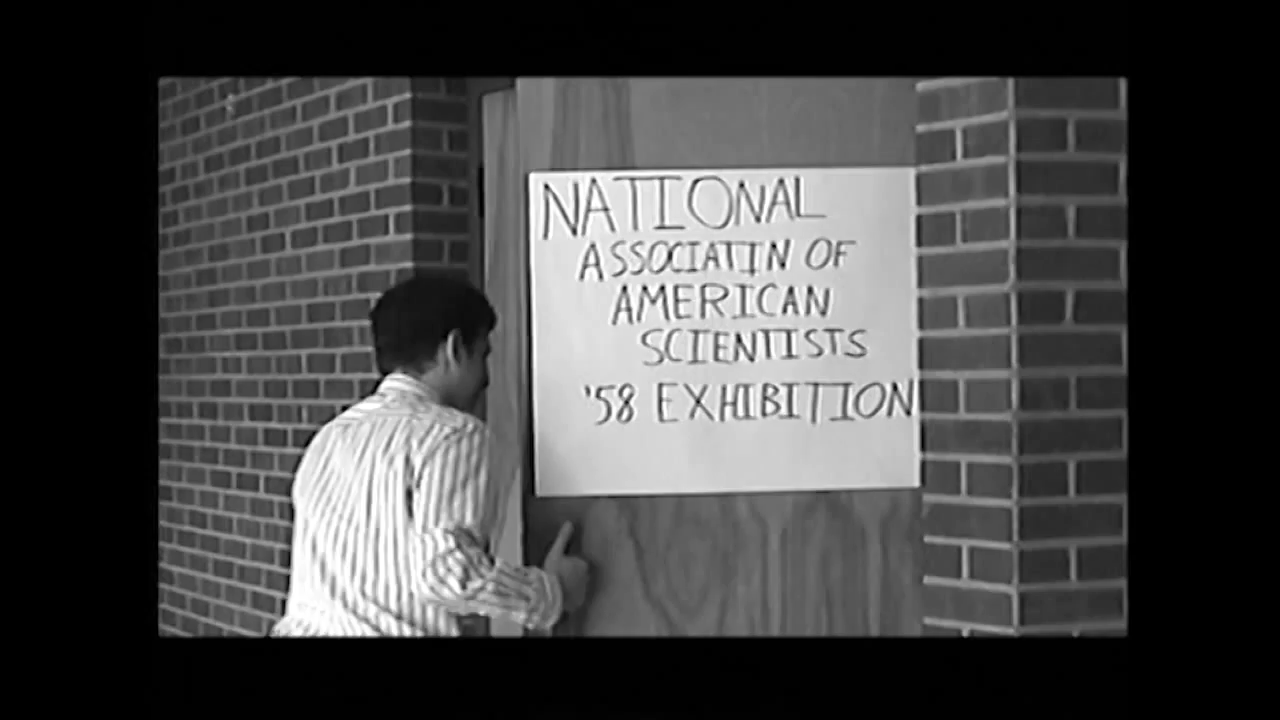 NATIONAL
ASSOCIATIN OF
AMERICAN
SCIENTISTS
'58 EXHIBITION